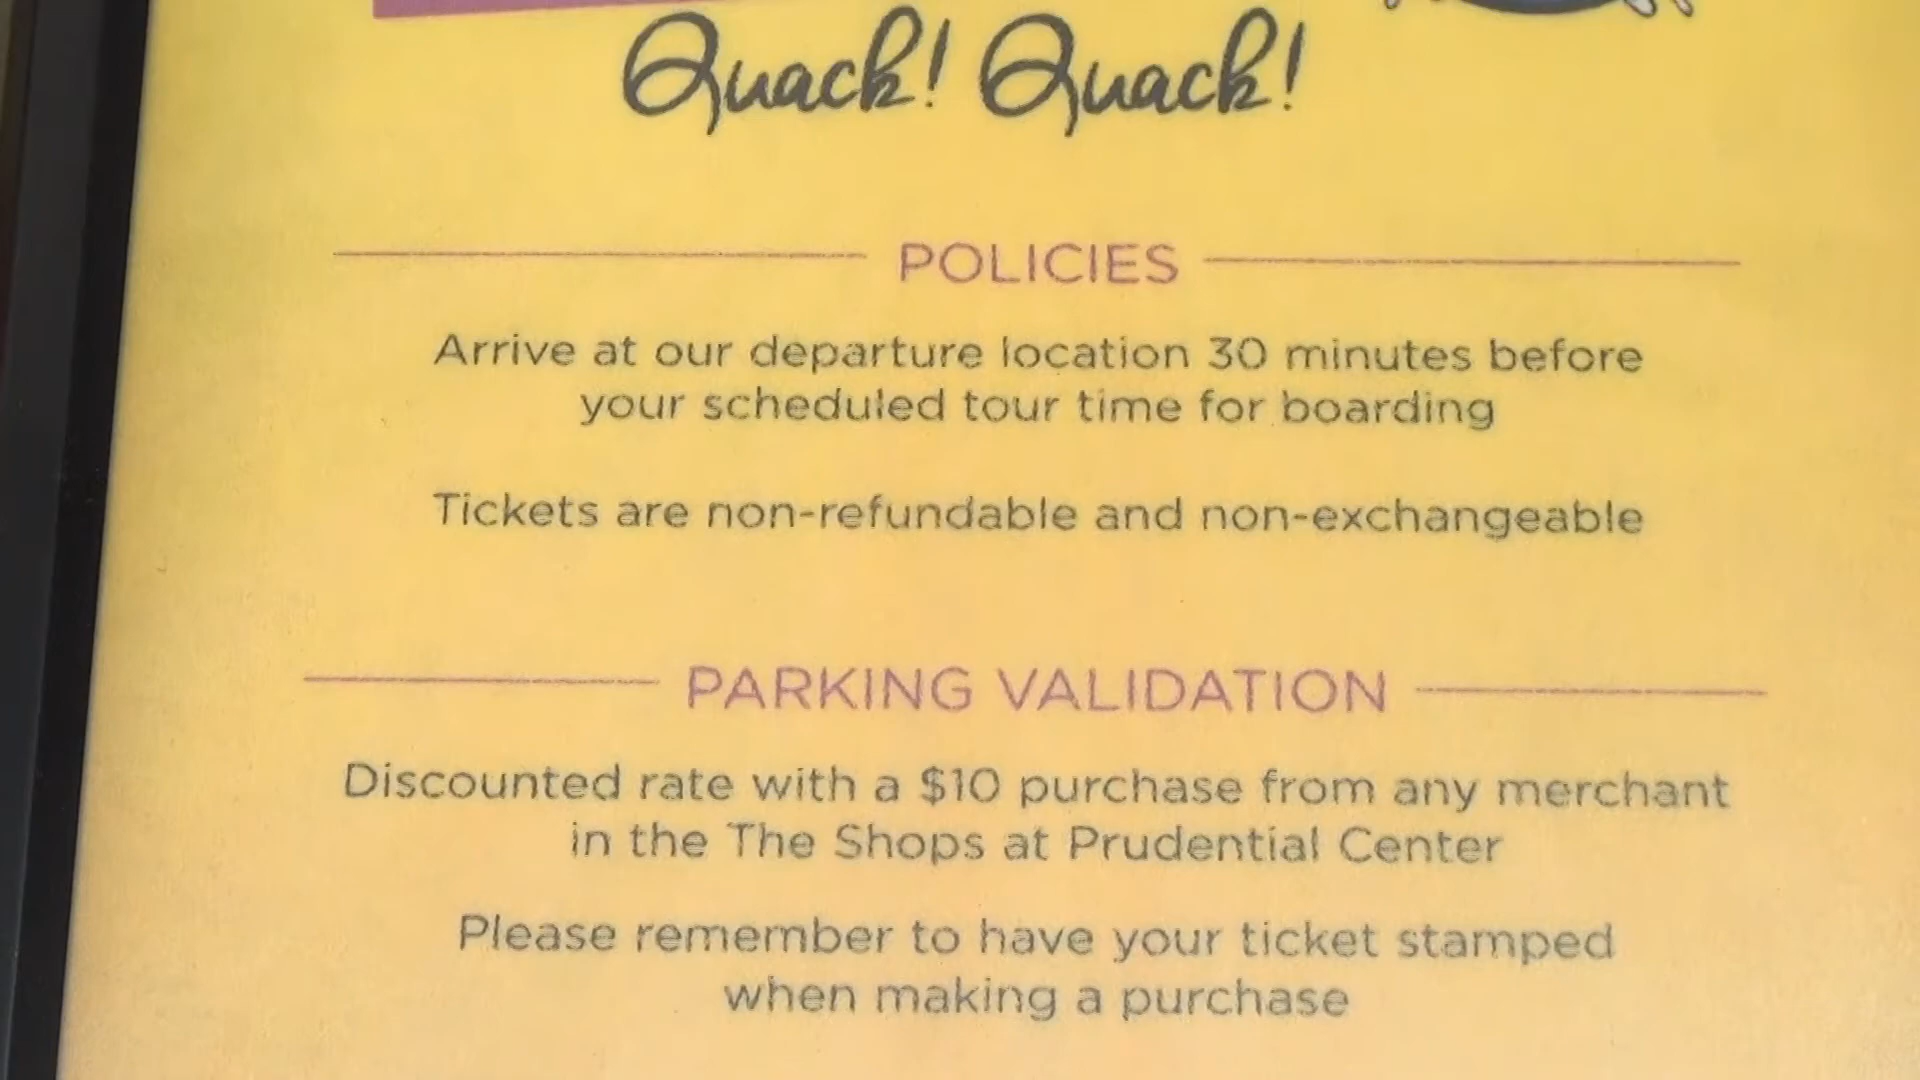 Quack! Quack!
POLICIES
Arrive at our departure location 30 minutes before
your scheduled tour time for boarding
Tickets are non-refundable and non-exchangeable
PARKING VALIDATION
Discounted rate with a $10 purchase from any merchant
in the The Shops at Prudential Center
Please remember to have your ticket stamped
when making a purchase